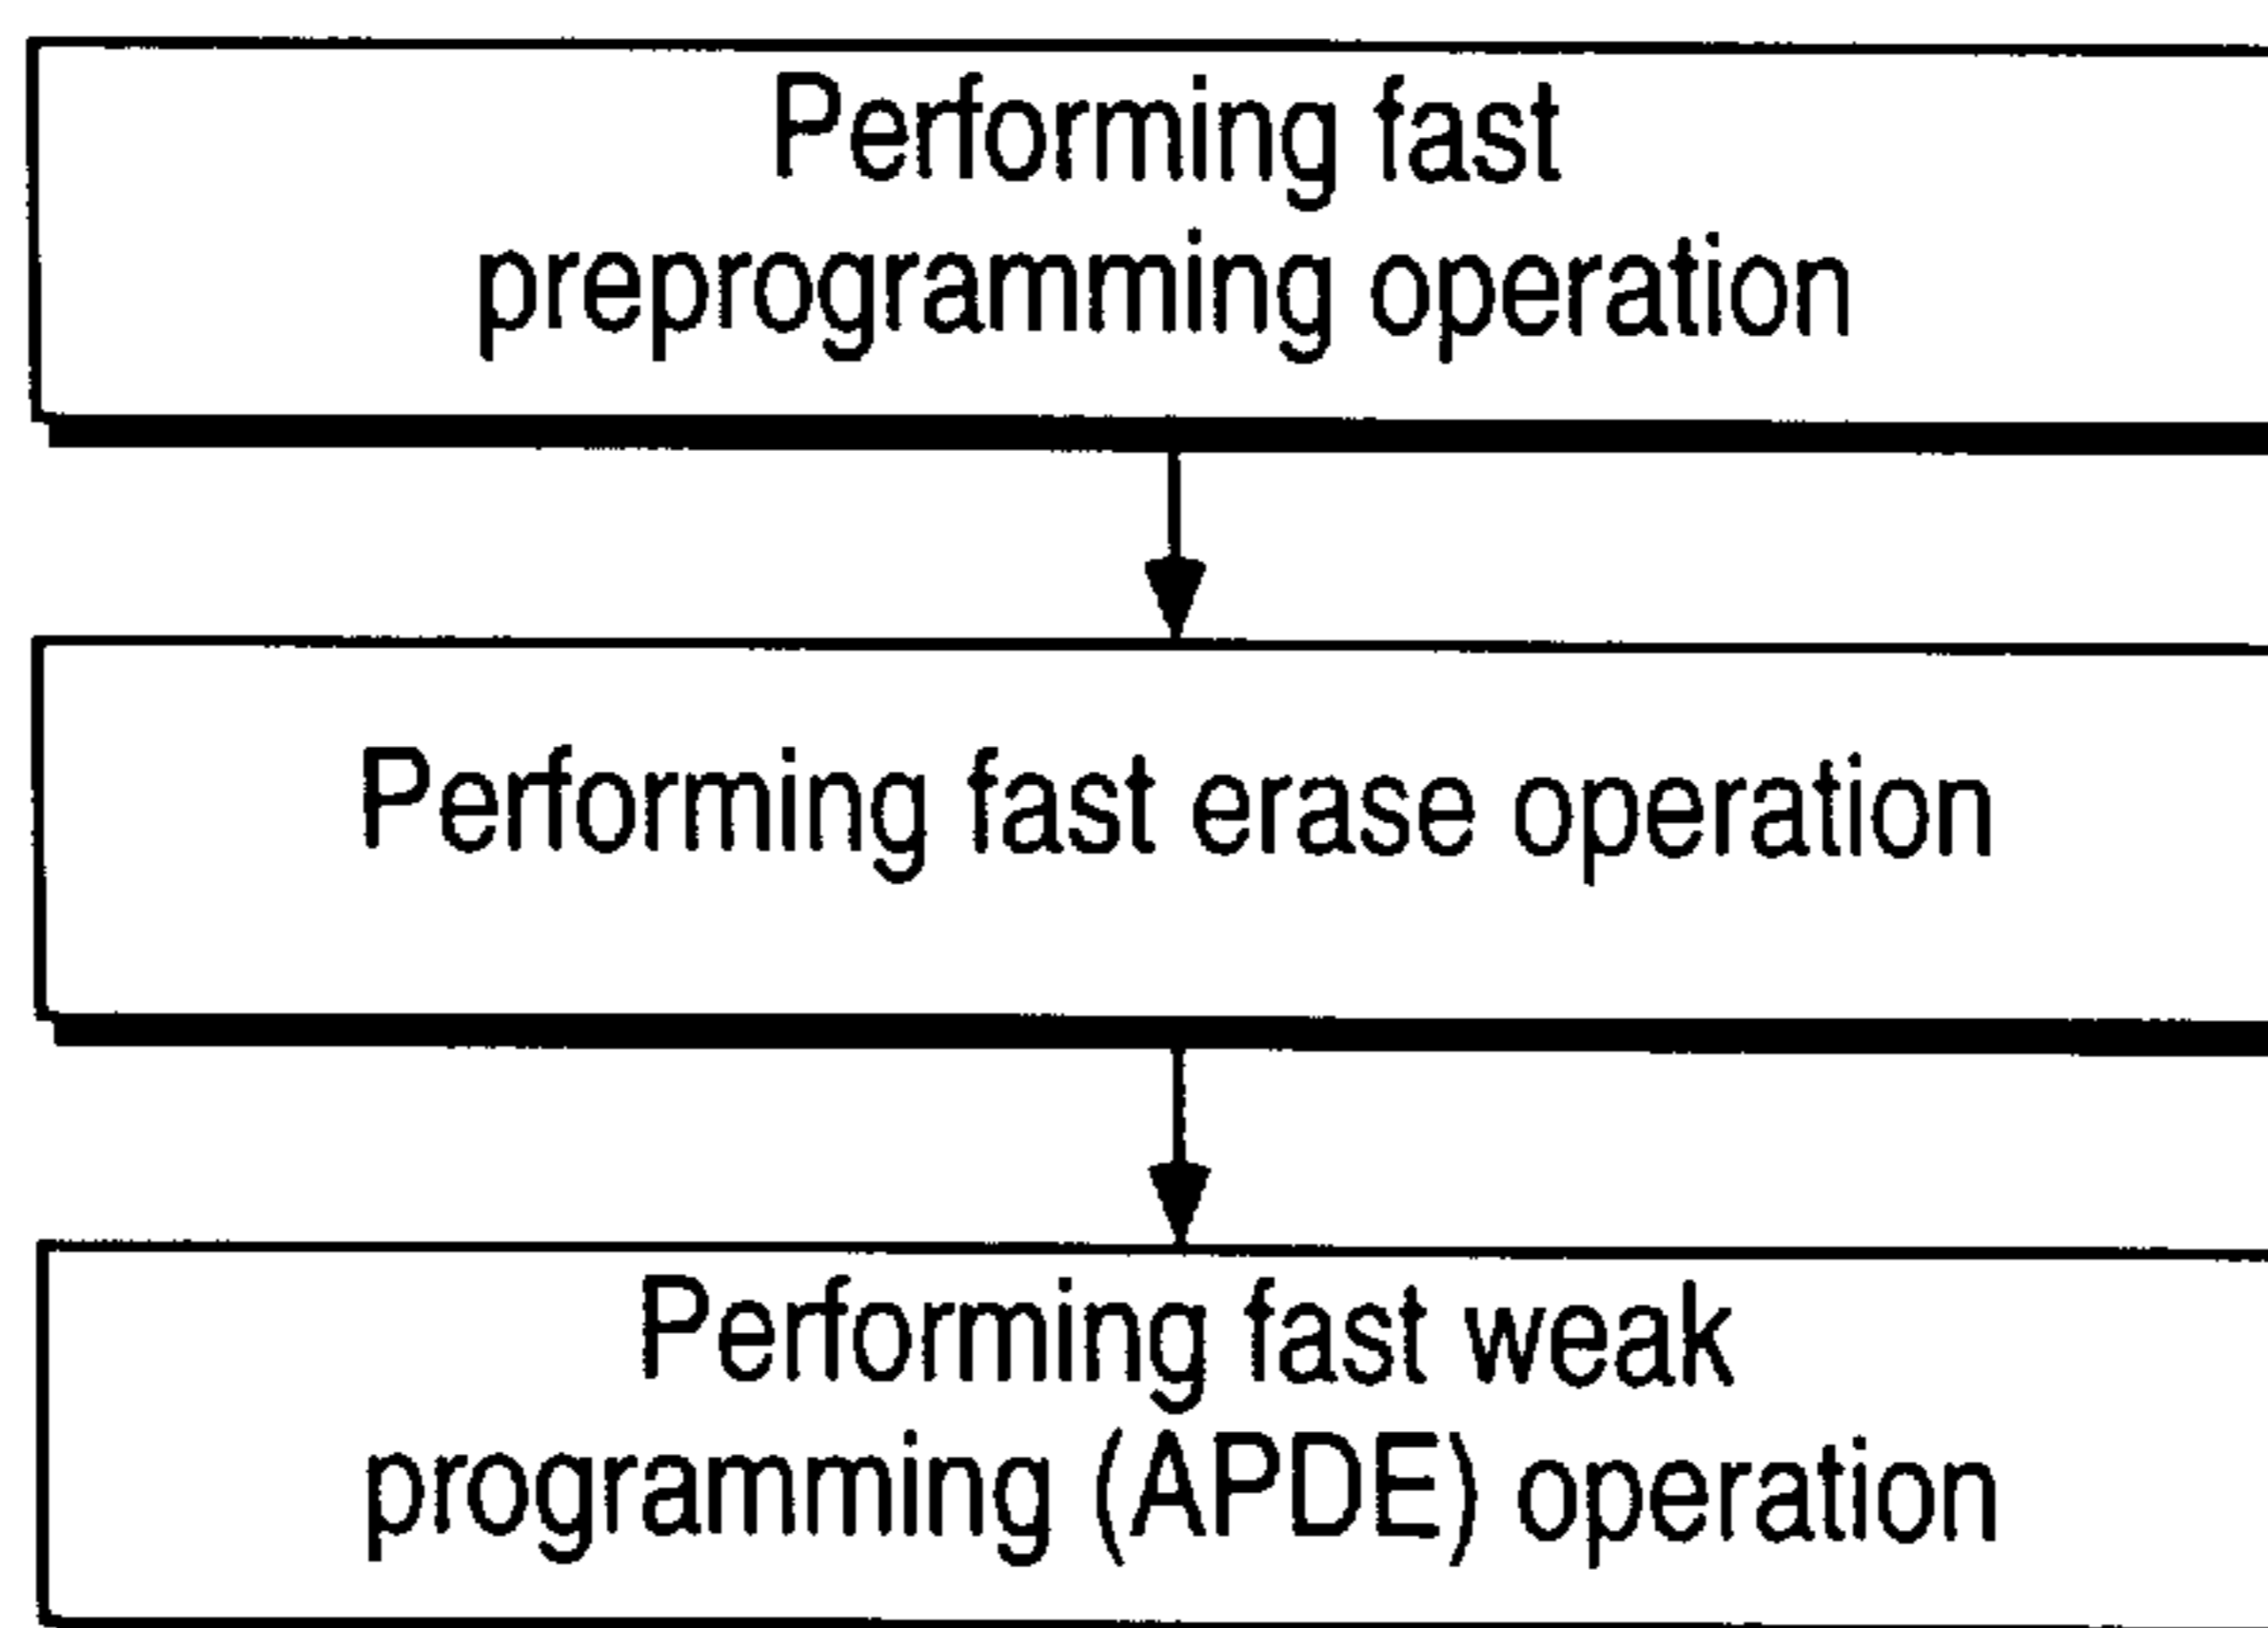 Performing fast
preprogramming operation
Performing fast erase operation
Performing fast weak
programming (APDE) operation